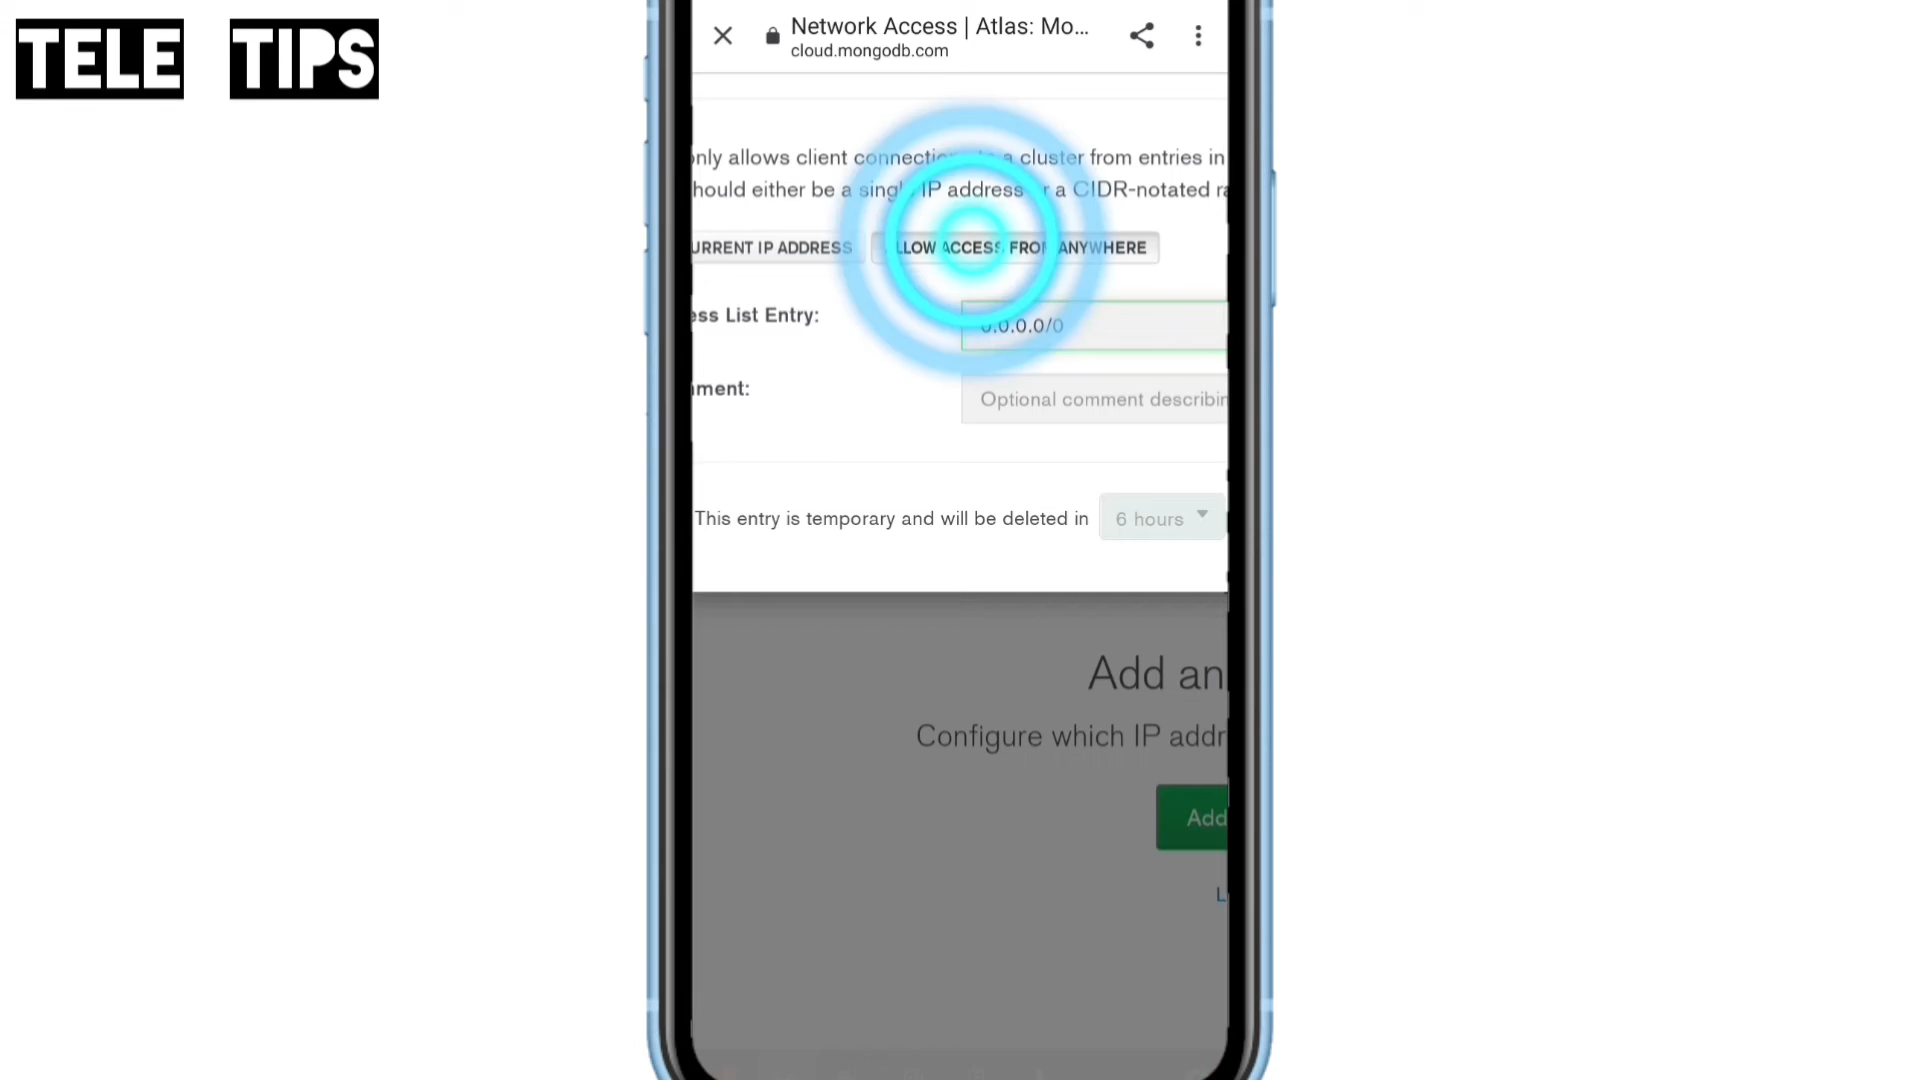 TELE TIPS
Network Access | Atlas: Mo...
cloud.mongodb.com
only allows client connections to a cluster from entries in
should either be a single IP address or a CIDR-notated
CURRENT IP ADDRESS
ALLOW ACCESS FROM ANYWHERE
ess List Entry:
0.0.0.0/0
ment:
Optional comment describin
This entry is temporary and will be deleted in
6 hours
Add an
Configure which IP addr
Add
L